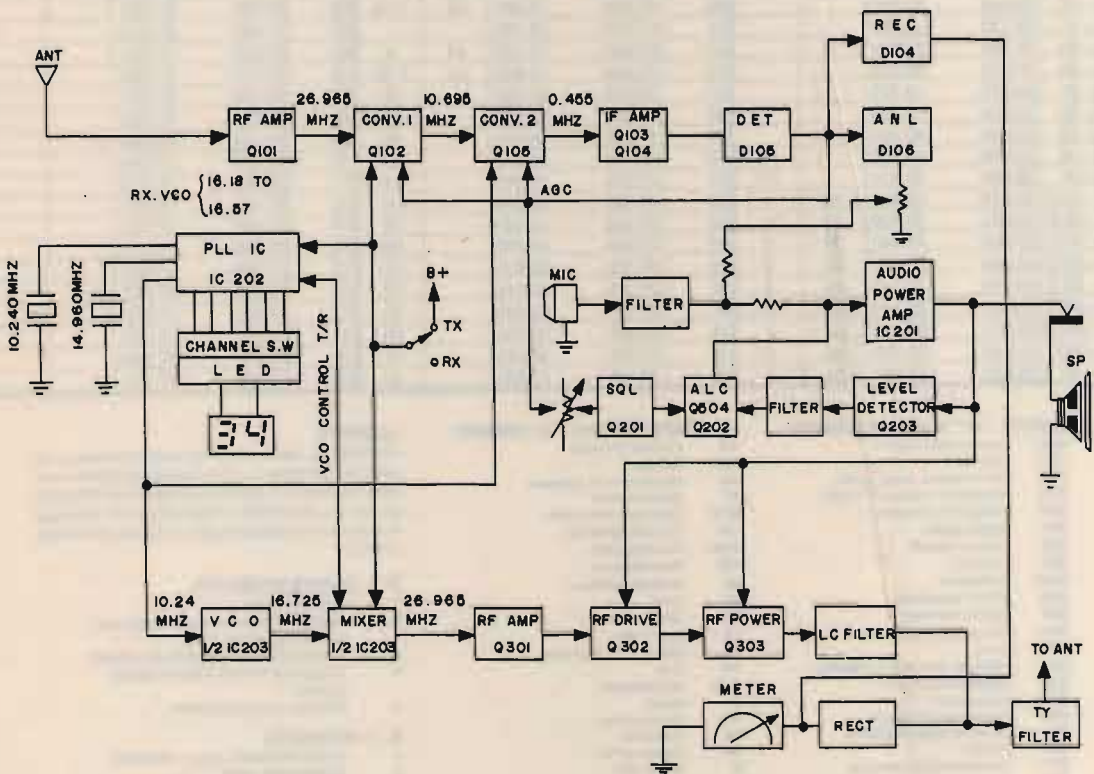 ANT
RF AMP
Q101
26.965
MHZ
CONV.1
Q102
10.695
MHZ
CONV. 2
Q105
0.455
MHZ
IF AMP
Q103
Q104
DET
D105
REC
D104
ANL
D106
RX.VCO
16.18 TO
16.57
AGC
PLL IC
IC 202
10.240 MHZ
14.960MHZ
CHANNEL S.W
LED
34
VCO CONTROL T/R
B+
TX
RX
MIC
FILTER
AUDIO
POWER
AMP
IC201
SP
SQL
Q201
ALC
Q504
Q202
FILTER
LEVEL
DETECTOR
Q203
10.24
MHZ
VCO
1/2 IC203
16.725
MHZ
MIXER
1/2 IC203
26.965
MHZ
RF AMP
Q301
RF DRIVE
Q302
RF POWER
Q303
LC FILTER
TO ANT
METER
RECT
TY
FILTER